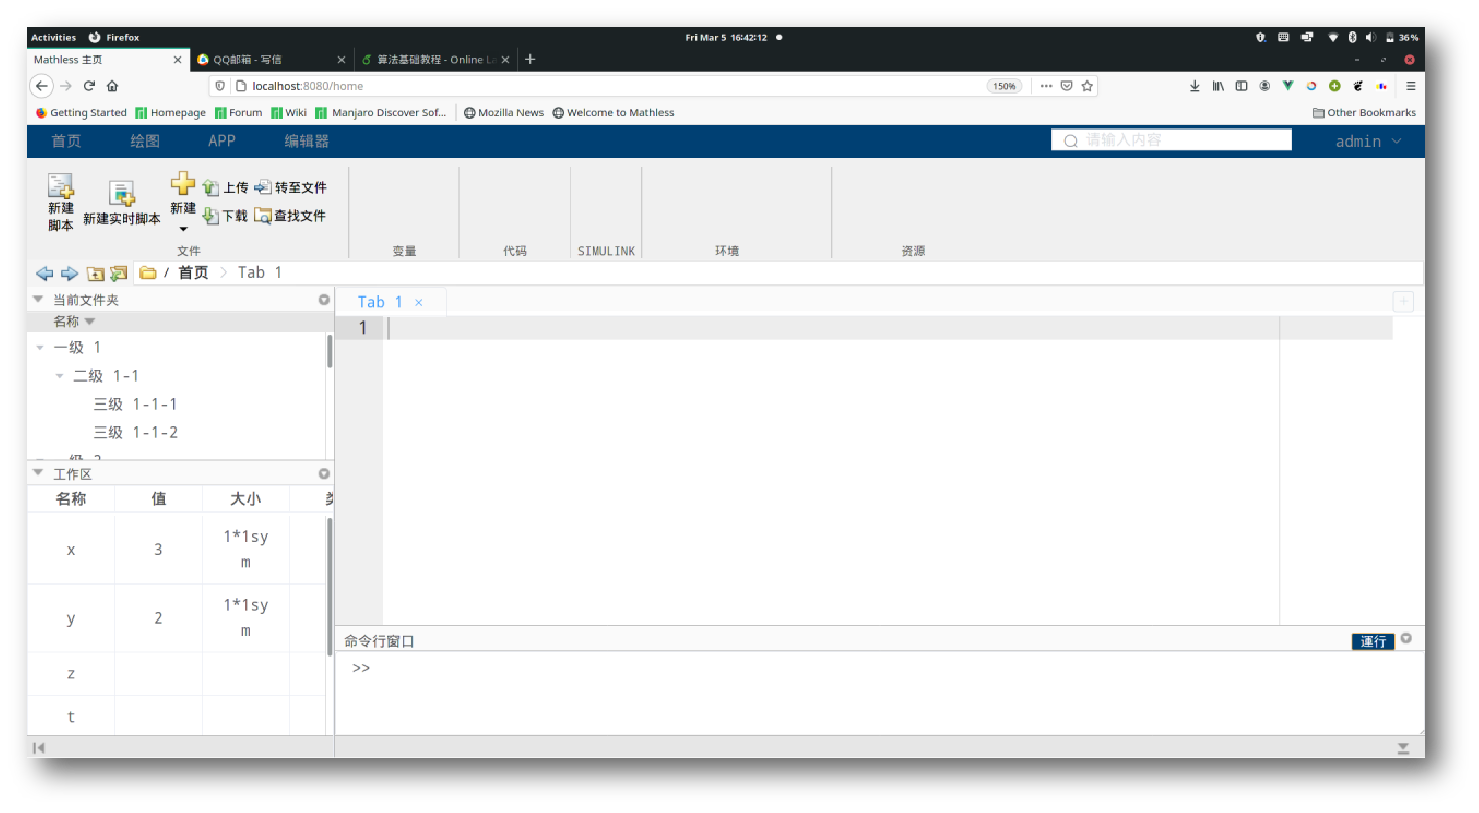 Activities Firefox Fri Mar 5 16:42:12 36%
Mathless 主页 QQ邮箱 - 写信 算法基础教程 - Online La
localhost:8080/home 150%
Getting Started Homepage Forum Wiki Manjaro Discover Sof... Mozilla News Welcome to Mathless Other Bookmarks
首页 绘图 APP 编辑器 请输入内容 admin
新建
脚本
新建实时脚本
新建
上传 转至文件
下载 查找文件
文件 变量 代码 SIMULINK 环境 资源
/ 首页 > Tab 1
当前文件夹
名称
一级 1
二级 1-1
三级 1-1-1
三级 1-1-2
Tab 1 ×
1
工作区
名称 值 大小
x 3 1*1sy
m
y 2 1*1sy
m
z
t
命令行窗口 運行
>>